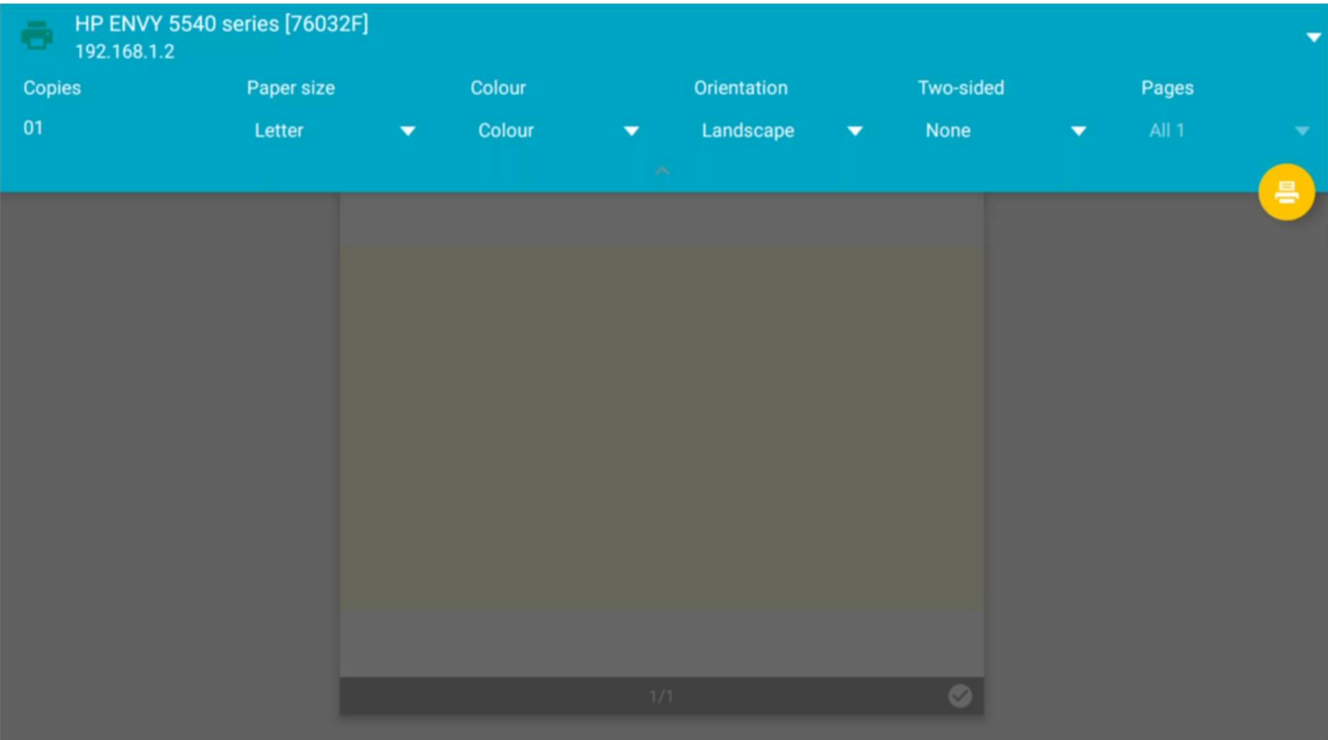 HP ENVY 5540 series [76032F]
192.168.1.2
Copies Paper size Colour Orientation Two-sided Pages
01 Letter Colour Landscape None All 1
1/1